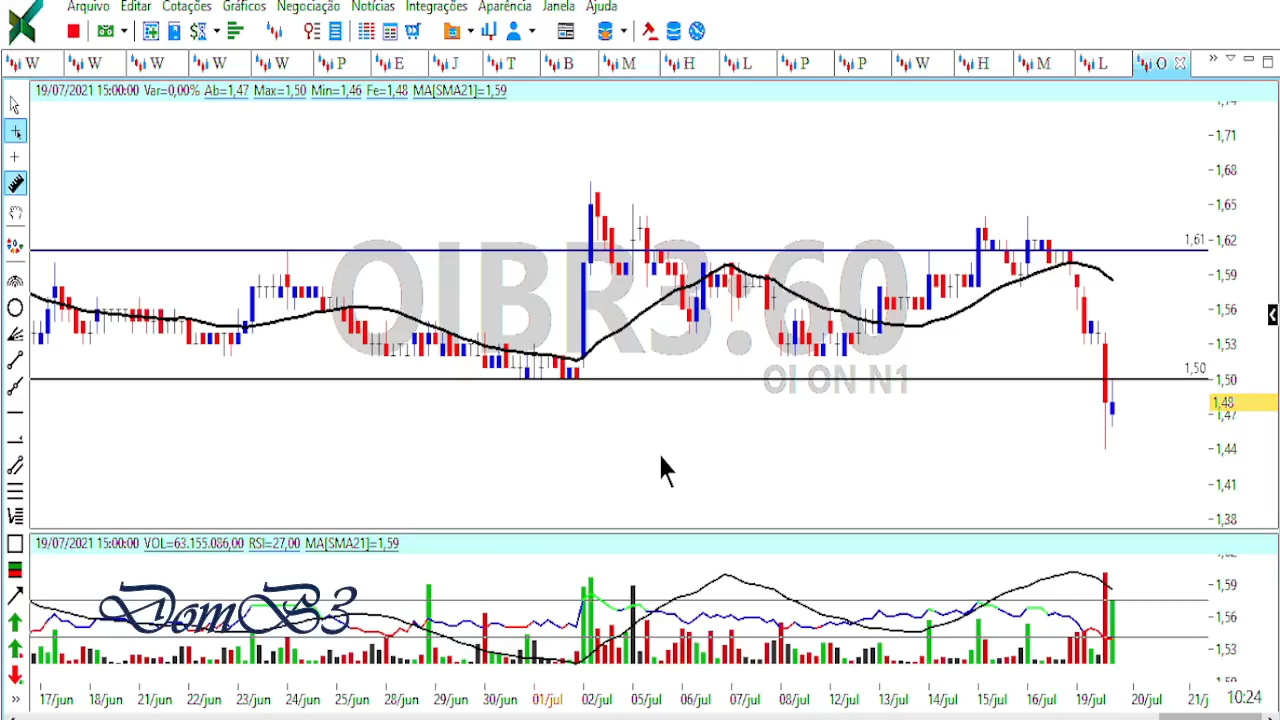 Arquivo Editar Cotações Gráficos Negociação Notícias Integrações Aparência Janela Ajuda
W W W W W P E J T B M H L P P W H M L O
19/07/2021 15:00:00 Var=0,00% Ab=1,47 Max=1,50 Min=1,46 Fe=1,48 MA[SMA21]=1,59
OIBR3.60
OI ON N1
1,74
1,71
1,68
1,65
1,61 1,62
1,59
1,56
1,53
1,50 1,50
1,48
1,47
1,44
1,41
1,38
19/07/2021 15:00:00 VOL=63.155.086,00 RSI=27,00 MA[SMA21]=1,59
1,59
1,56
1,53
DomB3
17/jun 18/jun 21/jun 22/jun 23/jun 24/jun 25/jun 28/jun 29/jun 30/jun 01/jul 02/jul 05/jul 06/jul 07/jul 08/jul 12/jul 13/jul 14/jul 15/jul 16/jul 19/jul 20/jul 21/j 10:24